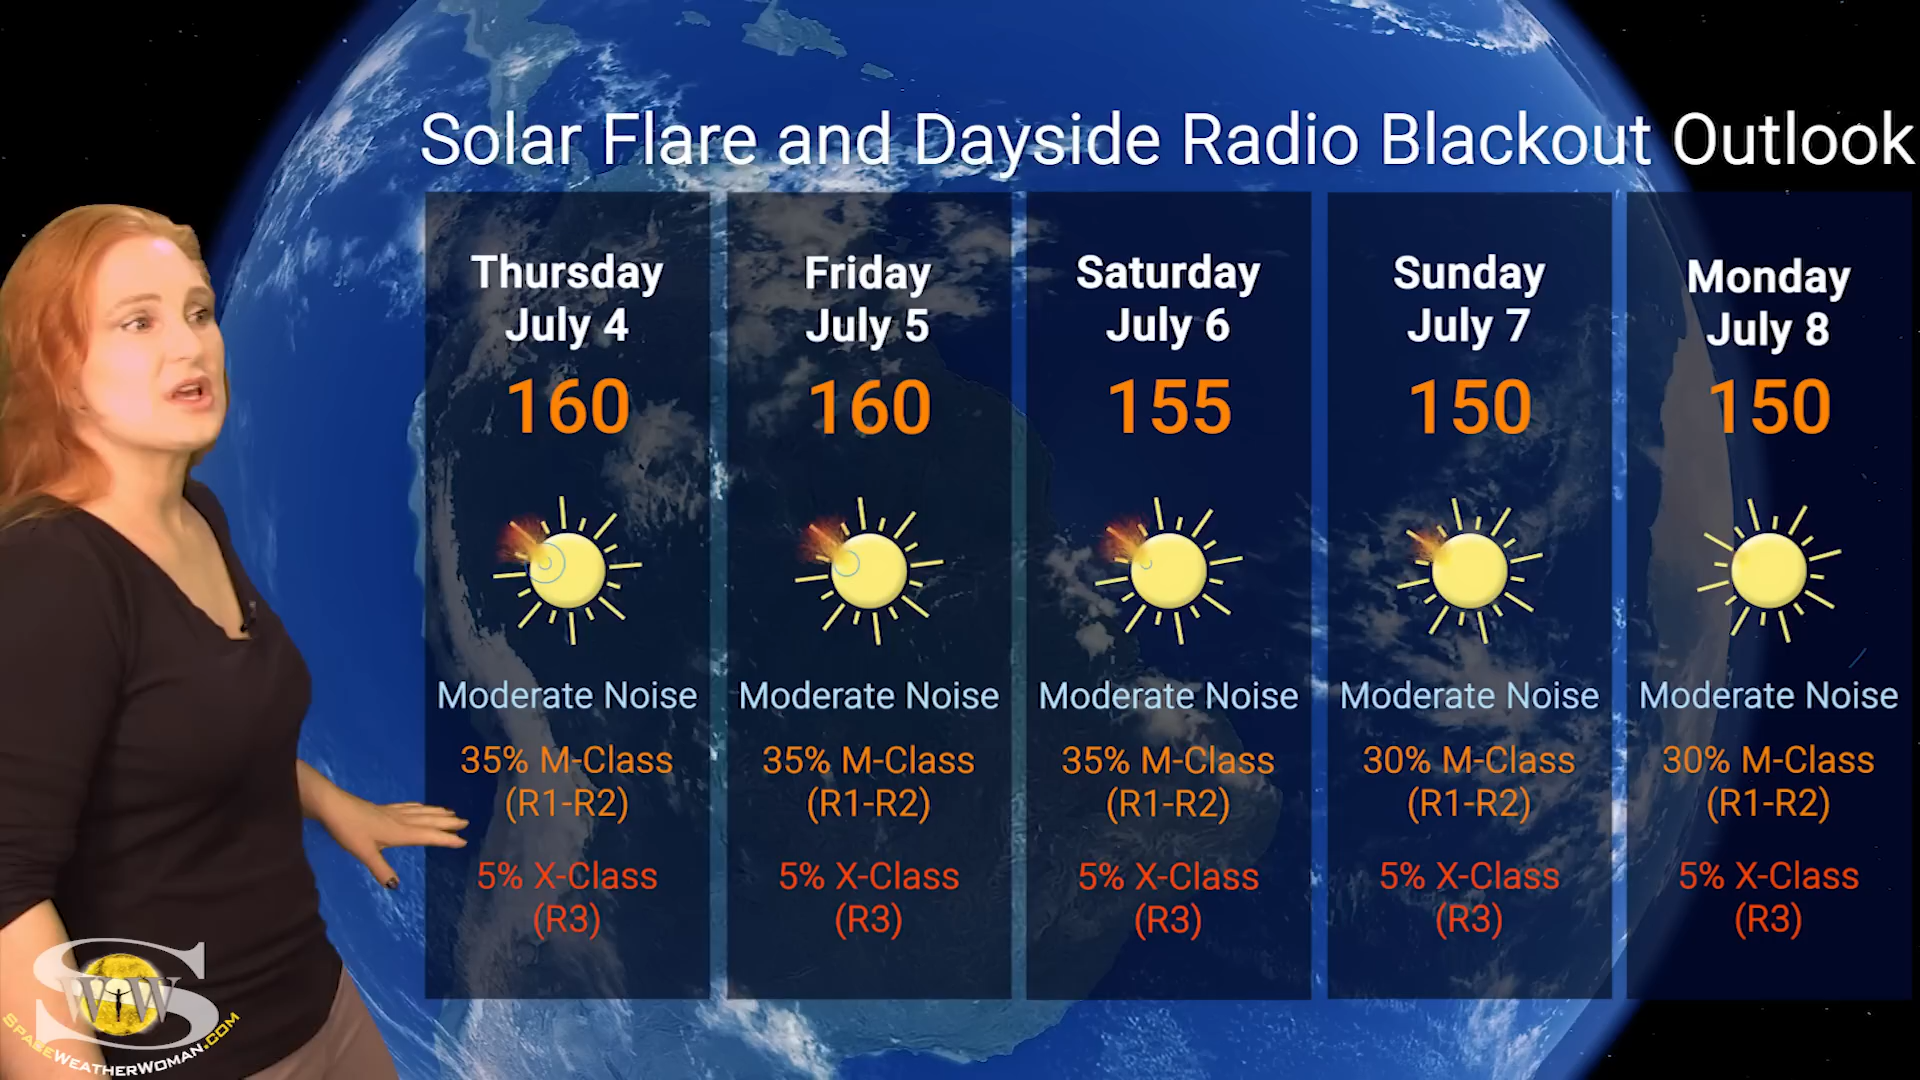 Solar Flare and Dayside Radio Blackout Outlook
Thursday
July 4
160
Moderate Noise
35% M-Class
(R1-R2)
5% X-Class
(R3)
Friday
July 5
160
Moderate Noise
35% M-Class
(R1-R2)
5% X-Class
(R3)
Saturday
July 6
155
Moderate Noise
35% M-Class
(R1-R2)
5% X-Class
(R3)
Sunday
July 7
150
Moderate Noise
30% M-Class
(R1-R2)
5% X-Class
(R3)
Monday
July 8
150
Moderate Noise
30% M-Class
(R1-R2)
5% X-Class
(R3)
S
WW
SPACEWEATHERWOMAN.COM